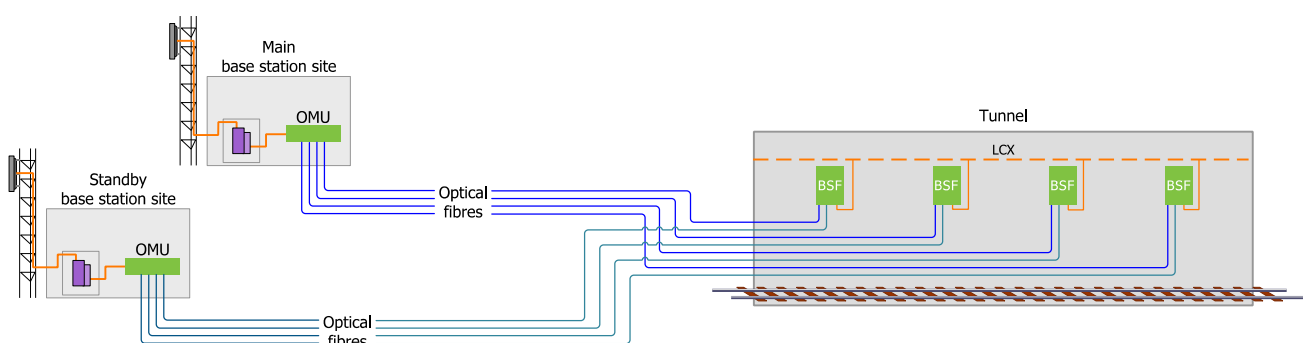 Main
base station site
OMU
Standby
base station site
OMU
Optical
fibres
Optical
fibres
Tunnel
LCX
BSF
BSF
BSF
BSF